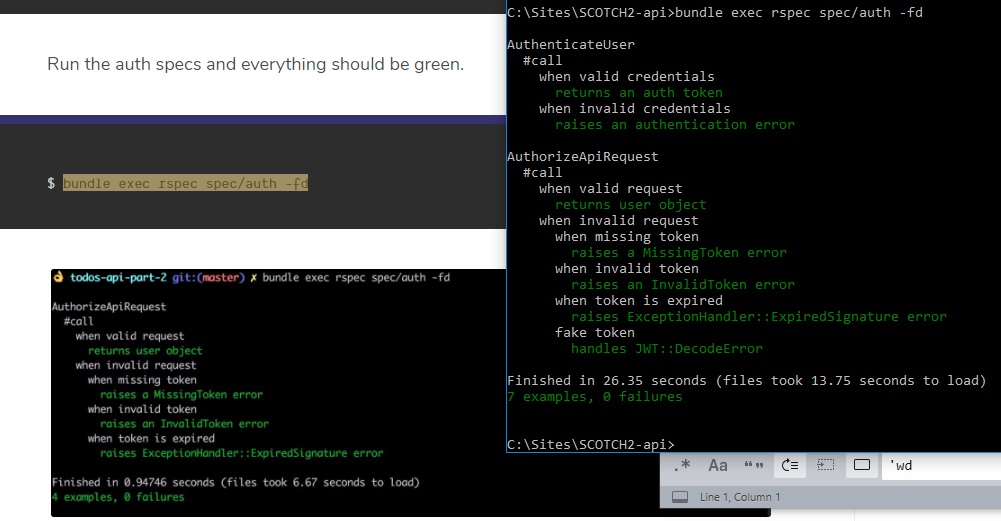 Run the auth specs and everything should be green.
$ bundle exec rspec spec/auth -fd
todos-api-part-2 git:(master) ✗ bundle exec rspec spec/auth -fd
AuthorizeApiRequest
#call
when valid request
returns user object
when invalid request
when missing token
raises a MissingToken error
when invalid token
raises an InvalidToken error
when token is expired
raises ExceptionHandler::ExpiredSignature error
Finished in 0.94746 seconds (files took 6.67 seconds to load)
4 examples, 0 failures
C:\Sites\SCOTCH2-api>bundle exec rspec spec/auth -fd
AuthenticateUser
#call
when valid credentials
returns an auth token
when invalid credentials
raises an authentication error
AuthorizeApiRequest
#call
when valid request
returns user object
when invalid request
when missing token
raises a MissingToken error
when invalid token
raises an InvalidToken error
when token is expired
raises ExceptionHandler::ExpiredSignature error
fake token
handles JWT::DecodeError
Finished in 26.35 seconds (files took 13.75 seconds to load)
7 examples, 0 failures
C:\Sites\SCOTCH2-api>
.* Aa “” 'wd
Line 1, Column 1